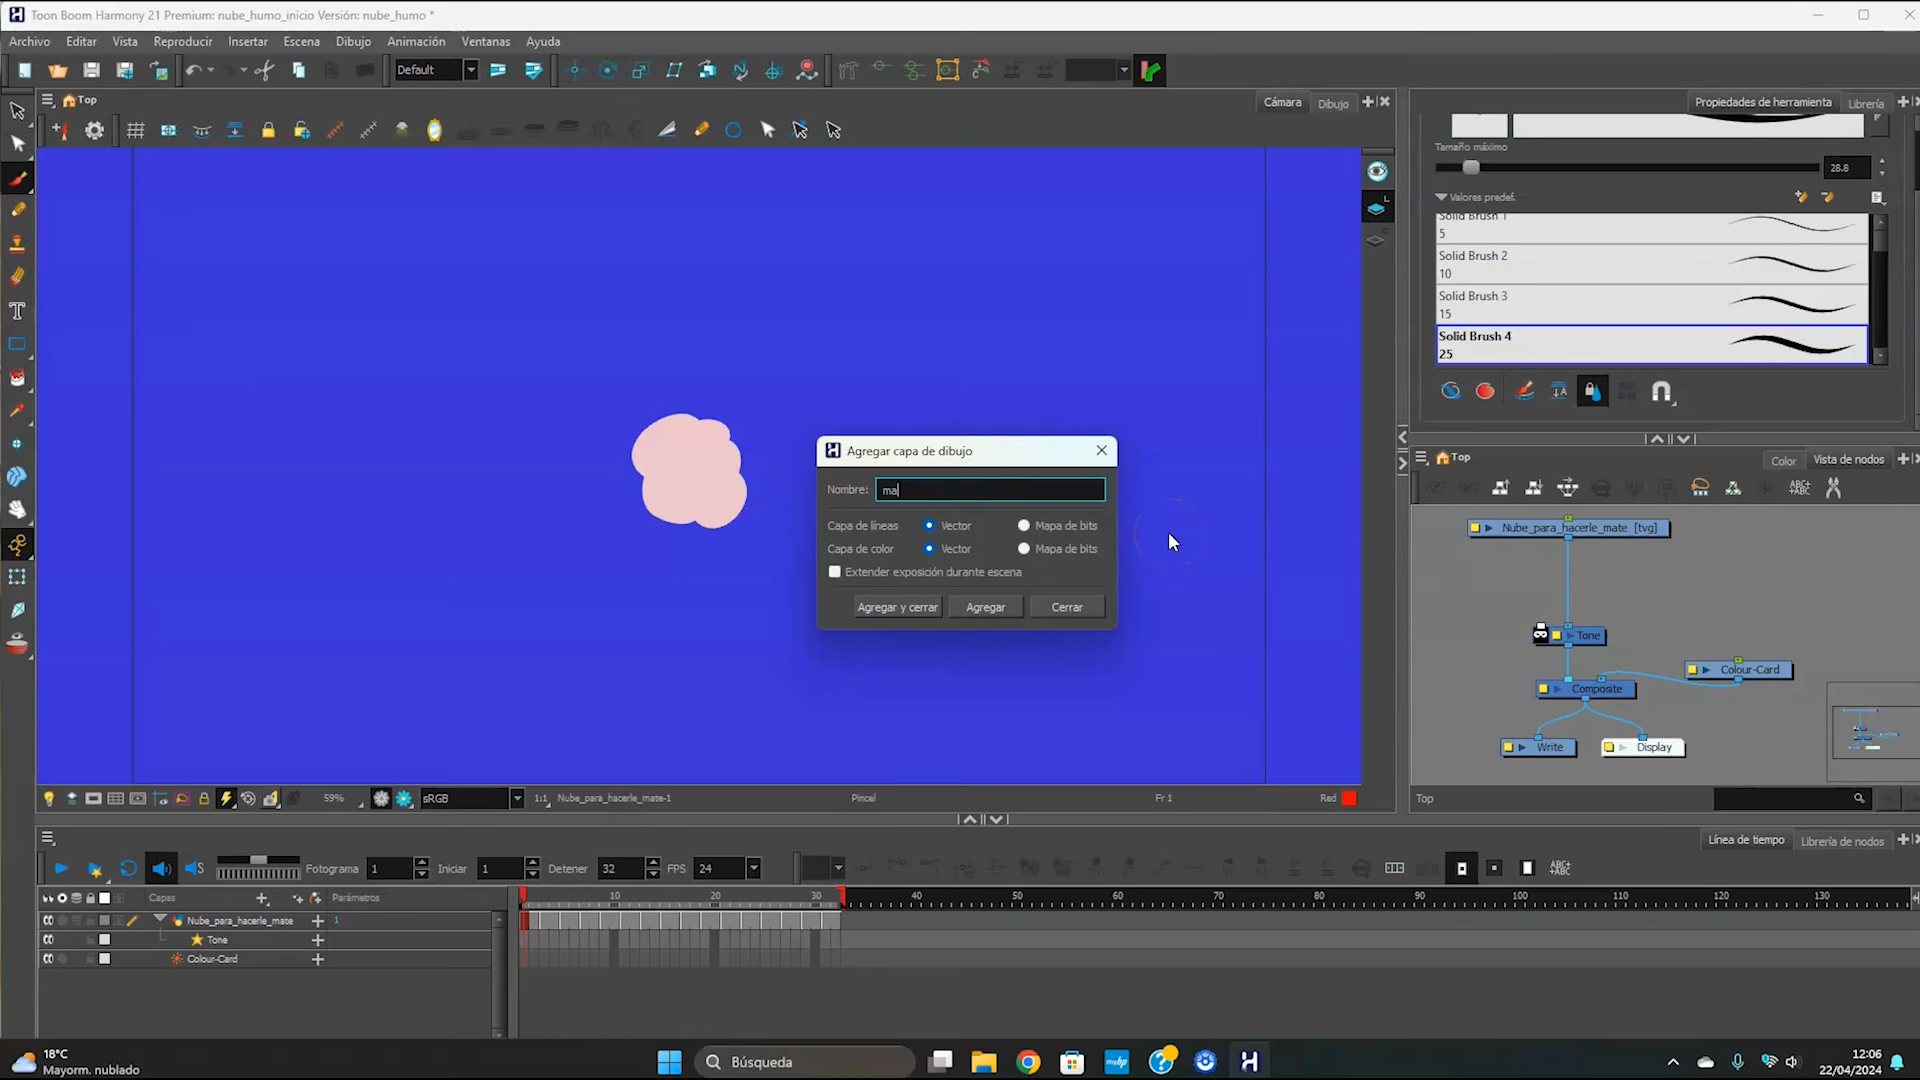 Toon Boom Harmony 21 Premium: nube_humo_inicio Versión: nube_humo *
Archivo Editar Vista Reproducir Insertar Escena Dibujo Animación Ventanas Ayuda
Default
Top
Cámara Dibujo
Propiedades de herramienta Librería
Tamaño máximo
28.8
Valores predef.
Solid Brush 1
5
Solid Brush 2
10
Solid Brush 3
15
Solid Brush 4
25
Top
Color Vista de nodos
Nube_para_hacerle_mate [tvg]
Tone
Colour-Card
Composite
Write Display
Top
Agregar capa de dibujo
Nombre: ma
Capa de líneas Vector Mapa de bits
Capa de color Vector Mapa de bits
Extender exposición durante escena
Agregar y cerrar Agregar Cerrar
59% sRGB 1:1 Nube_para_hacerle_mate-1 Pincel Fr 1 Red
Línea de tiempo Librería de nodos
Fotograma 1 Iniciar 1 Detener 32 FPS 24
Capas Parámetros
10 20 30 40 50 60 70 80 90 100 110 120 130
Nube_para_hacerle_mate 1
Tone
Colour-Card
18°C
Mayorm. nublado
Búsqueda
12:06
22/04/2024